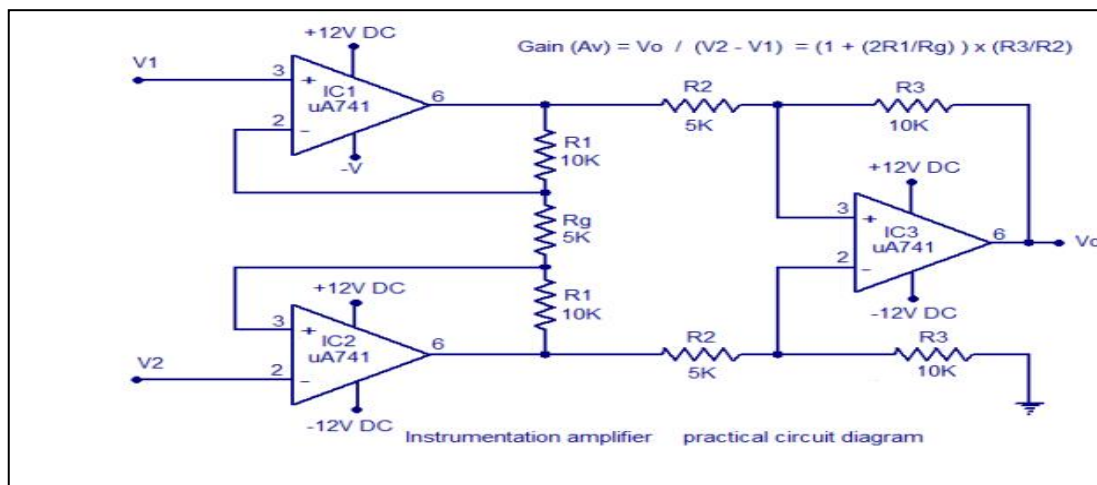 +12V DC
Gain (Av) = Vo / (V2 - V1) = (1 + (2R1/Rg) ) x (R3/R2)
V1
3
+
IC1
uA741
6
2
-
-V
R2
5K
R3
10K
R1
10K
Rg
5K
R1
10K
+12V DC
3
+
IC3
uA741
6
2
-
-12V DC
Vo
+12V DC
3
+
IC2
uA741
6
V2
2
-
-12V DC
R2
5K
R3
10K
Instrumentation amplifier practical circuit diagram